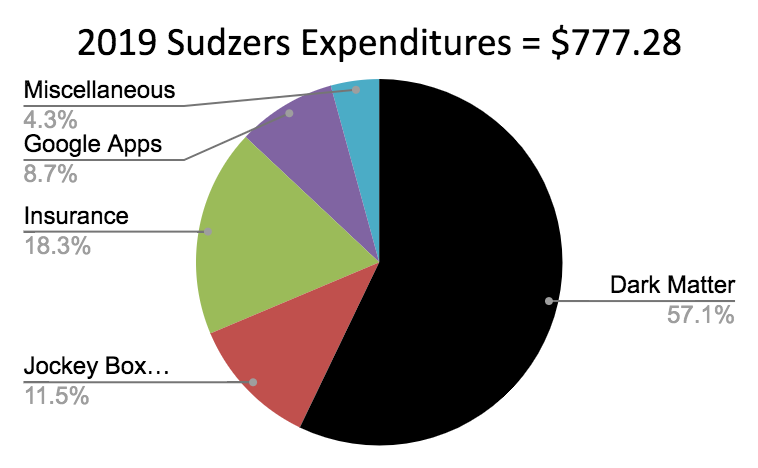 2019 Sudzers Expenditures = $777.28
Miscellaneous
4.3%
Google Apps
8.7%
Insurance
18.3%
Jockey Box…
11.5%
Dark Matter
57.1%